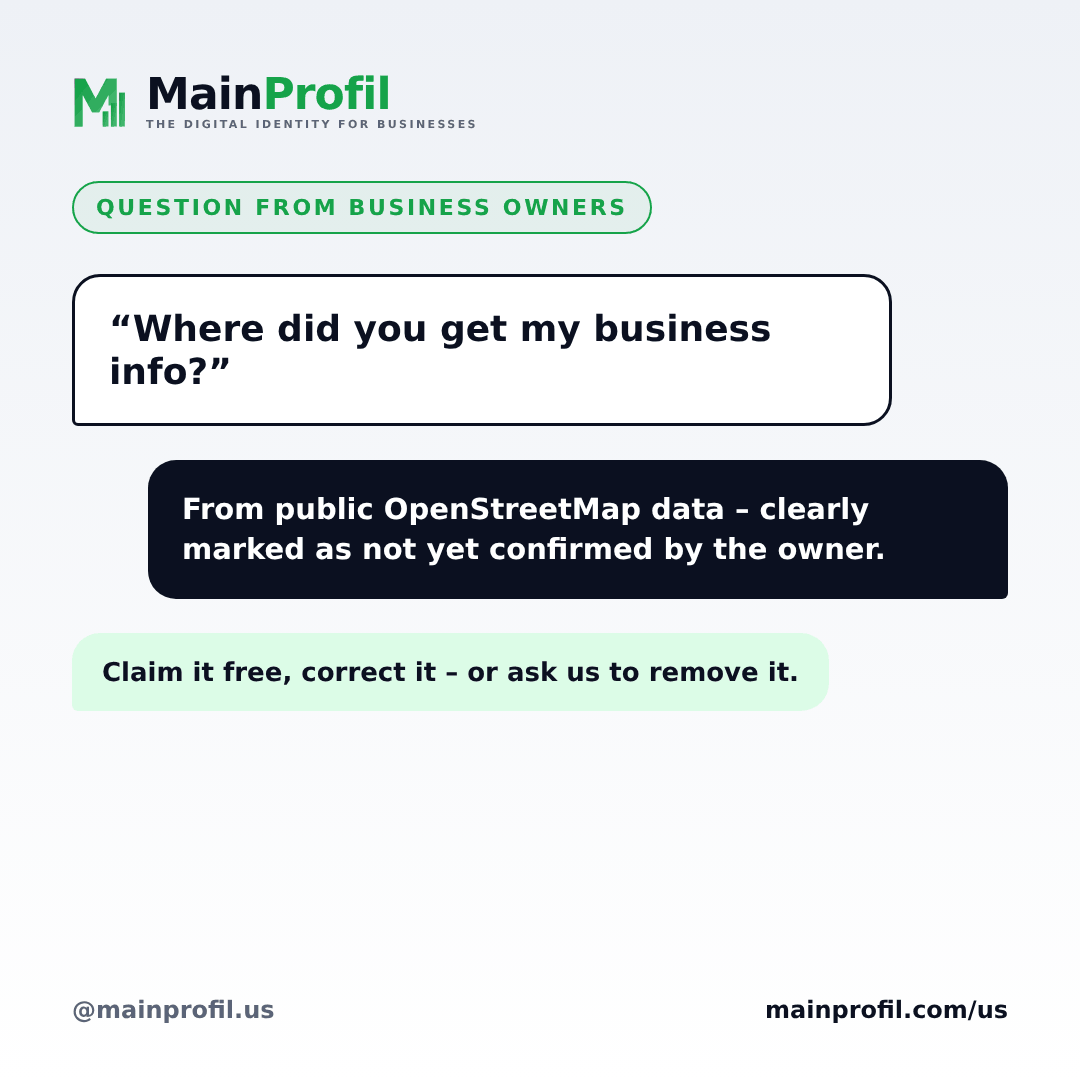 MainProfil
THE DIGITAL IDENTITY FOR BUSINESSES
QUESTION FROM BUSINESS OWNERS
“Where did you get my business
info?”
From public OpenStreetMap data – clearly
marked as not yet confirmed by the owner.
Claim it free, correct it – or ask us to remove it.
@mainprofil.us
mainprofil.com/us